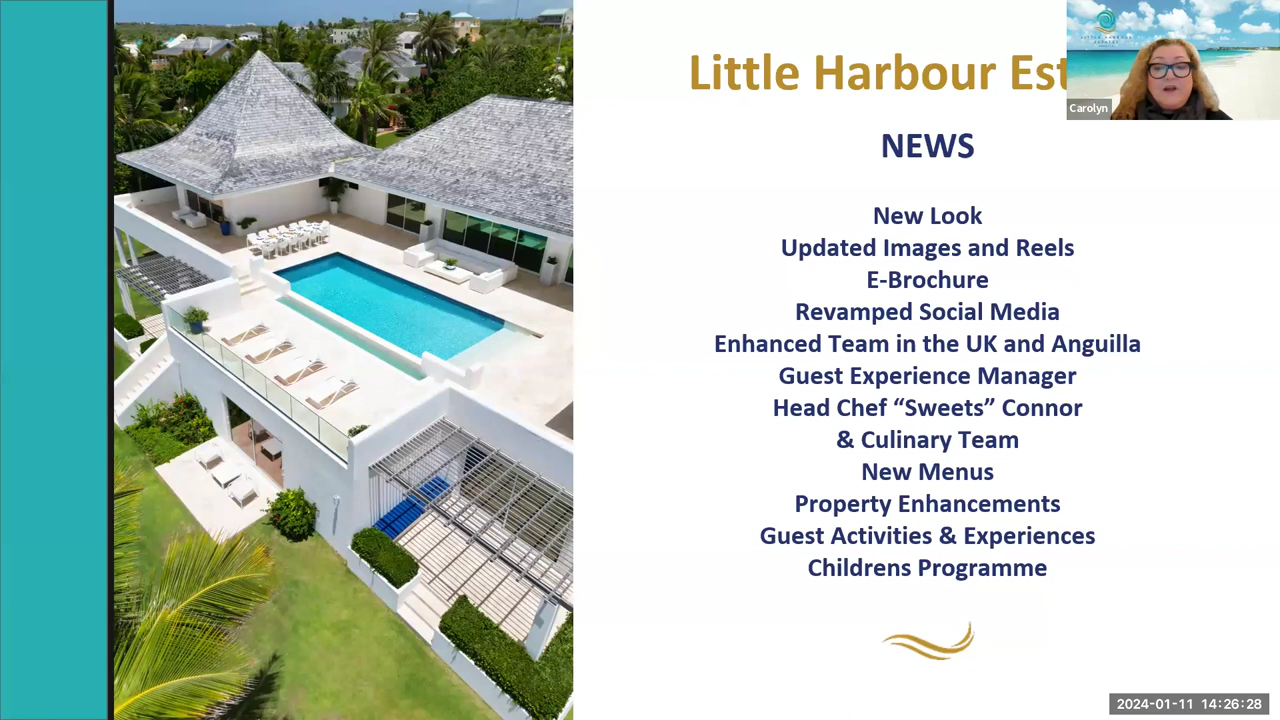 Little Harbour Est
NEWS
New Look
Updated Images and Reels
E-Brochure
Revamped Social Media
Enhanced Team in the UK and Anguilla
Guest Experience Manager
Head Chef “Sweets” Connor
& Culinary Team
New Menus
Property Enhancements
Guest Activities & Experiences
Childrens Programme
Carolyn
2024-01-11 14:26:28